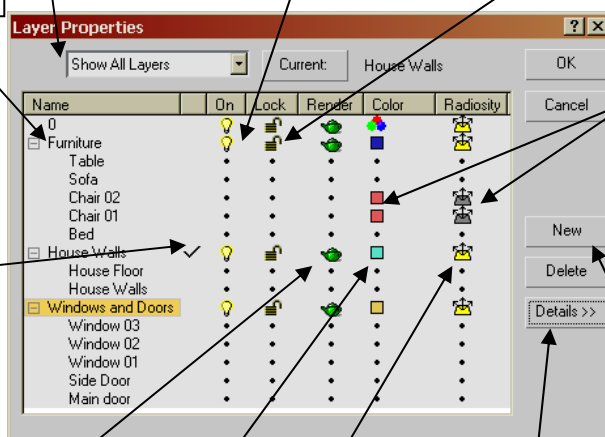 Layer Properties
Show All Layers
Current:
House Walls
OK
Name
On
Lock
Render
Color
Radiosity
Cancel
0
Furniture
Table
Sofa
Chair 02
Chair 01
Bed
New
House Walls
House Floor
Delete
House Walls
Windows and Doors
Details >>
Window 03
Window 02
Window 01
Side Door
Main door